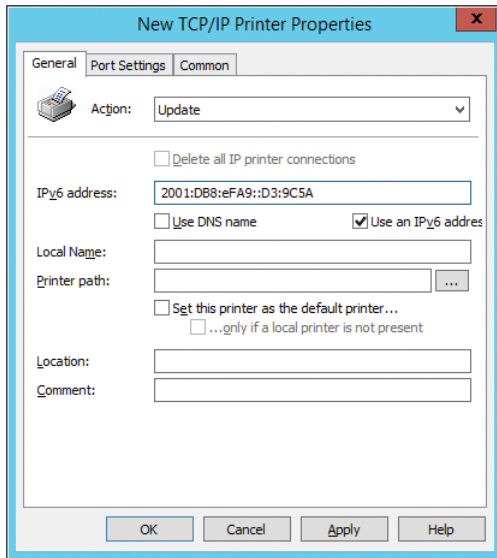 New TCP/IP Printer Properties
x
General Port Settings Common
Action: Update
Delete all IP printer connections
IPv6 address: 2001:DB8:eFA9::D3:9C5A
Use DNS name Use an IPv6 addres
Local Name:
Printer path: ...
Set this printer as the default printer...
...only if a local printer is not present
Location:
Comment:
OK Cancel Apply Help